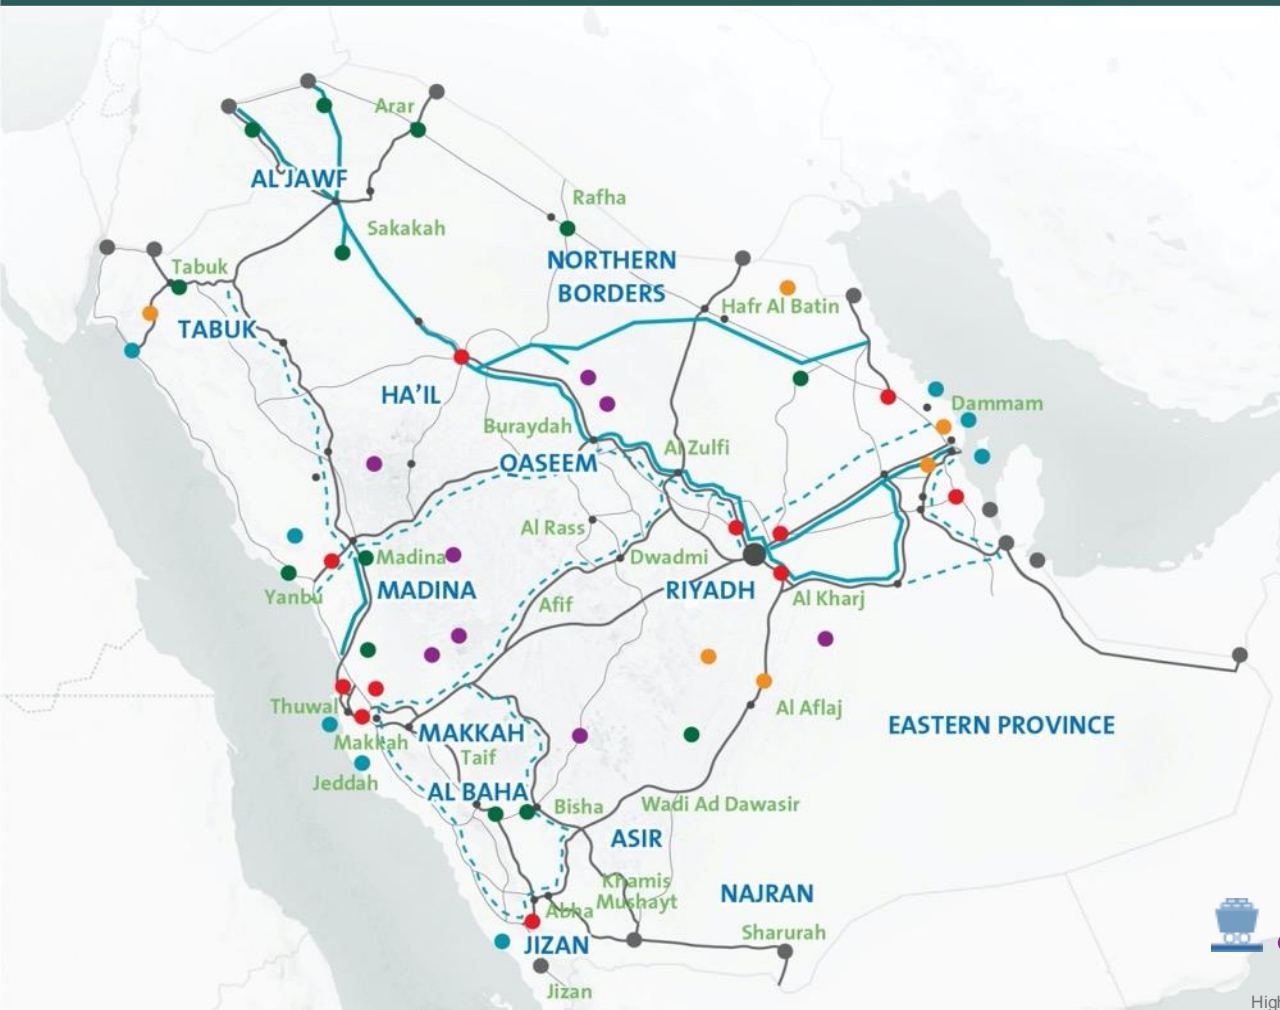 Arar
AL JAWF
Rafha
Sakakah
NORTHERN
BORDERS
Tabuk
Hafr Al Batin
TABUK
HA'IL
Dammam
Buraydah
Al Zulfi
QASEEM
Al Rass
Madina
Dwadmi
Yanbu
MADINA
Afif
RIYADH
Al Kharj
Thuwal
Al Aflaj
EASTERN PROVINCE
MAKKAH
Makkah
Taif
Jeddah
AL BAHA
Bisha
Wadi Ad Dawasir
ASIR
Khamis
Mushayt
NAJRAN
Abha
Sharurah
JIZAN
Jizan
High